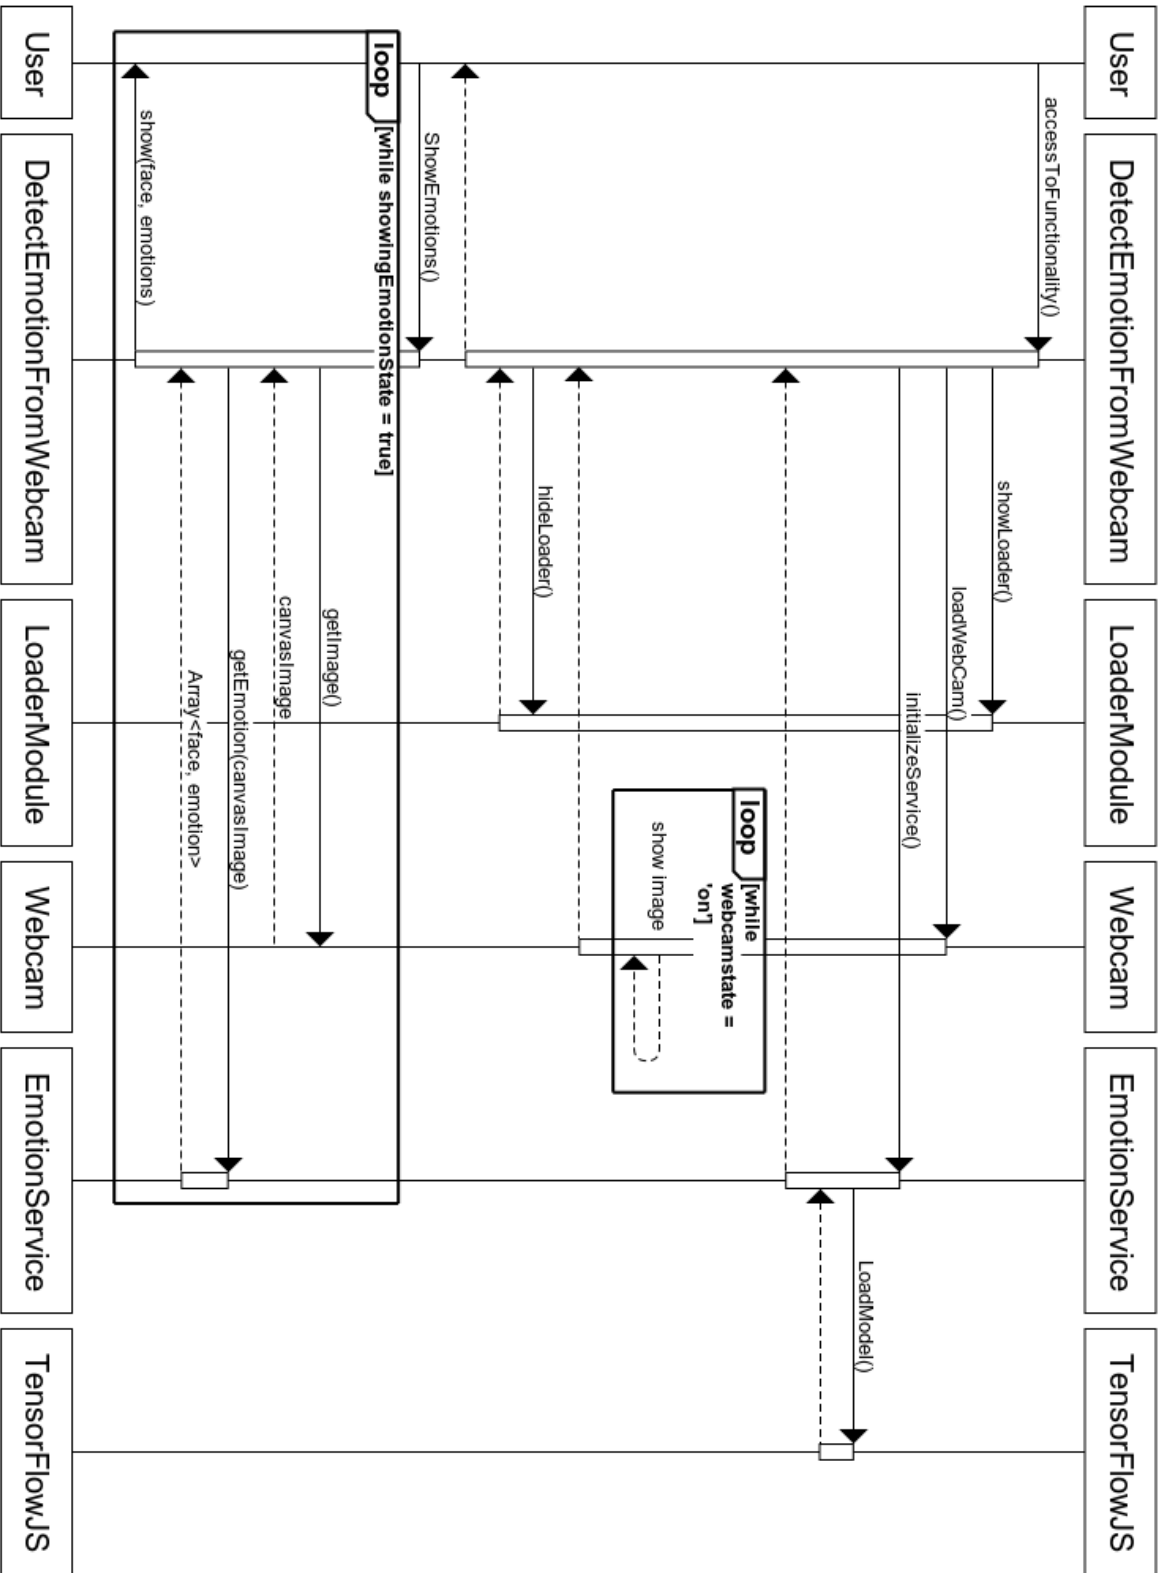 User
DetectEmotionFromWebcam
LoaderModule
Webcam
EmotionService
TensorFlowJS
accessToFunctionality()
showLoader()
loadWebCam()
initializeService()
LoadModel()
loop
[while
webcamstate =
'on']
show image
hideLoader()
ShowEmotions()
loop
[while showingEmotionState = true]
getImage()
canvasImage
getEmotion(canvasImage)
Array<face, emotion>
show(face, emotions)
User
DetectEmotionFromWebcam
LoaderModule
Webcam
EmotionService
TensorFlowJS